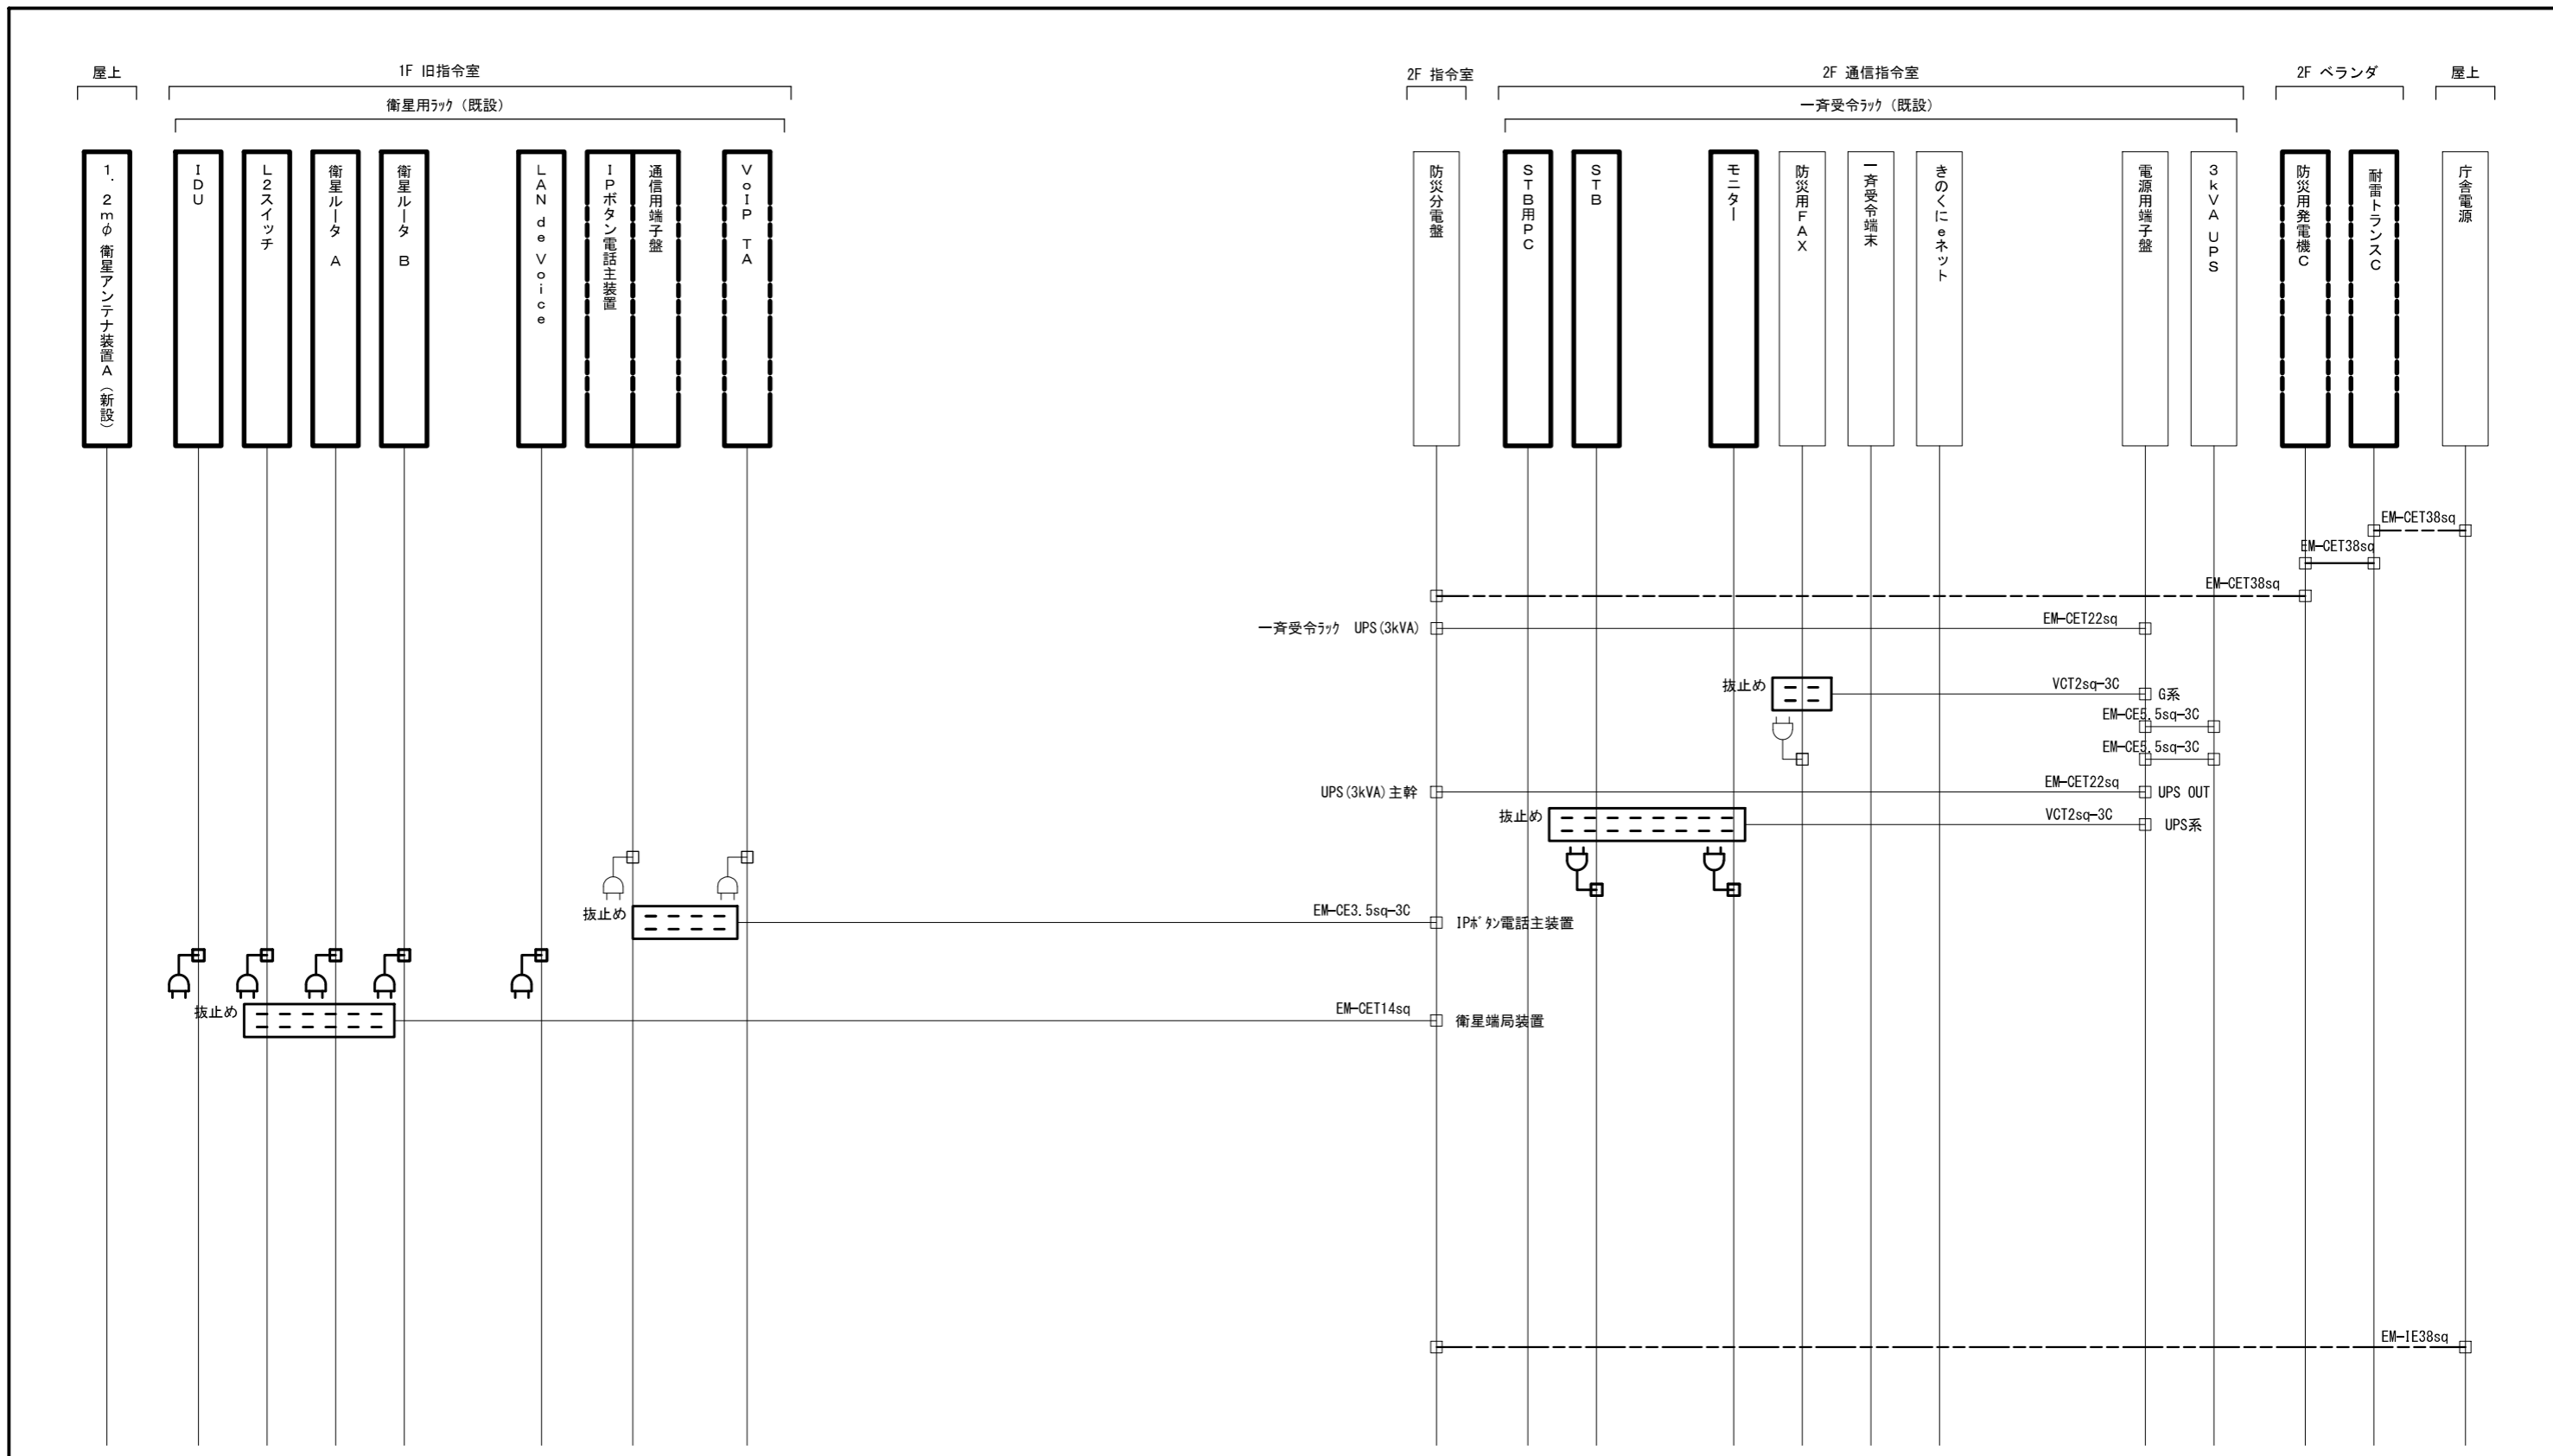 屋上
1F 旧指令室
2F 指令室
2F 通信指令室
2F ベランダ
屋上
衛星用ﾗｯｸ（既設）
一斉受令ﾗｯｸ（既設）
１．２ｍφ 衛星アンテナ装置Ａ（新設）
ＩＤＵ
Ｌ２スイッチ
衛星ルータ Ａ
衛星ルータ Ｂ
ＬＡＮ ｄｅ Ｖｏｉｃｅ
ＩＰボタン電話主装置
通信用端子盤
ＶｏＩＰ ＴＡ
防災分電盤
ＳＴＢ用ＰＣ
ＳＴＢ
モニター
防災用ＦＡＸ
一斉受令端末
きのくにｅネット
電源用端子盤
３ｋＶＡ ＵＰＳ
防災用発電機Ｃ
耐雷トランスＣ
庁舎電源
EM-CET38sq
EM-CET38sq
EM-CET38sq
一斉受令ﾗｯｸ UPS(3kVA)
EM-CET22sq
抜止め
VCT2sq-3C
G系
EM-CE5.5sq-3C
EM-CE5.5sq-3C
UPS(3kVA)主幹
EM-CET22sq
UPS OUT
抜止め
VCT2sq-3C
UPS系
抜止め
EM-CE3.5sq-3C
IPﾎﾞﾀﾝ電話主装置
抜止め
EM-CET14sq
衛星端局装置
EM-IE38sq